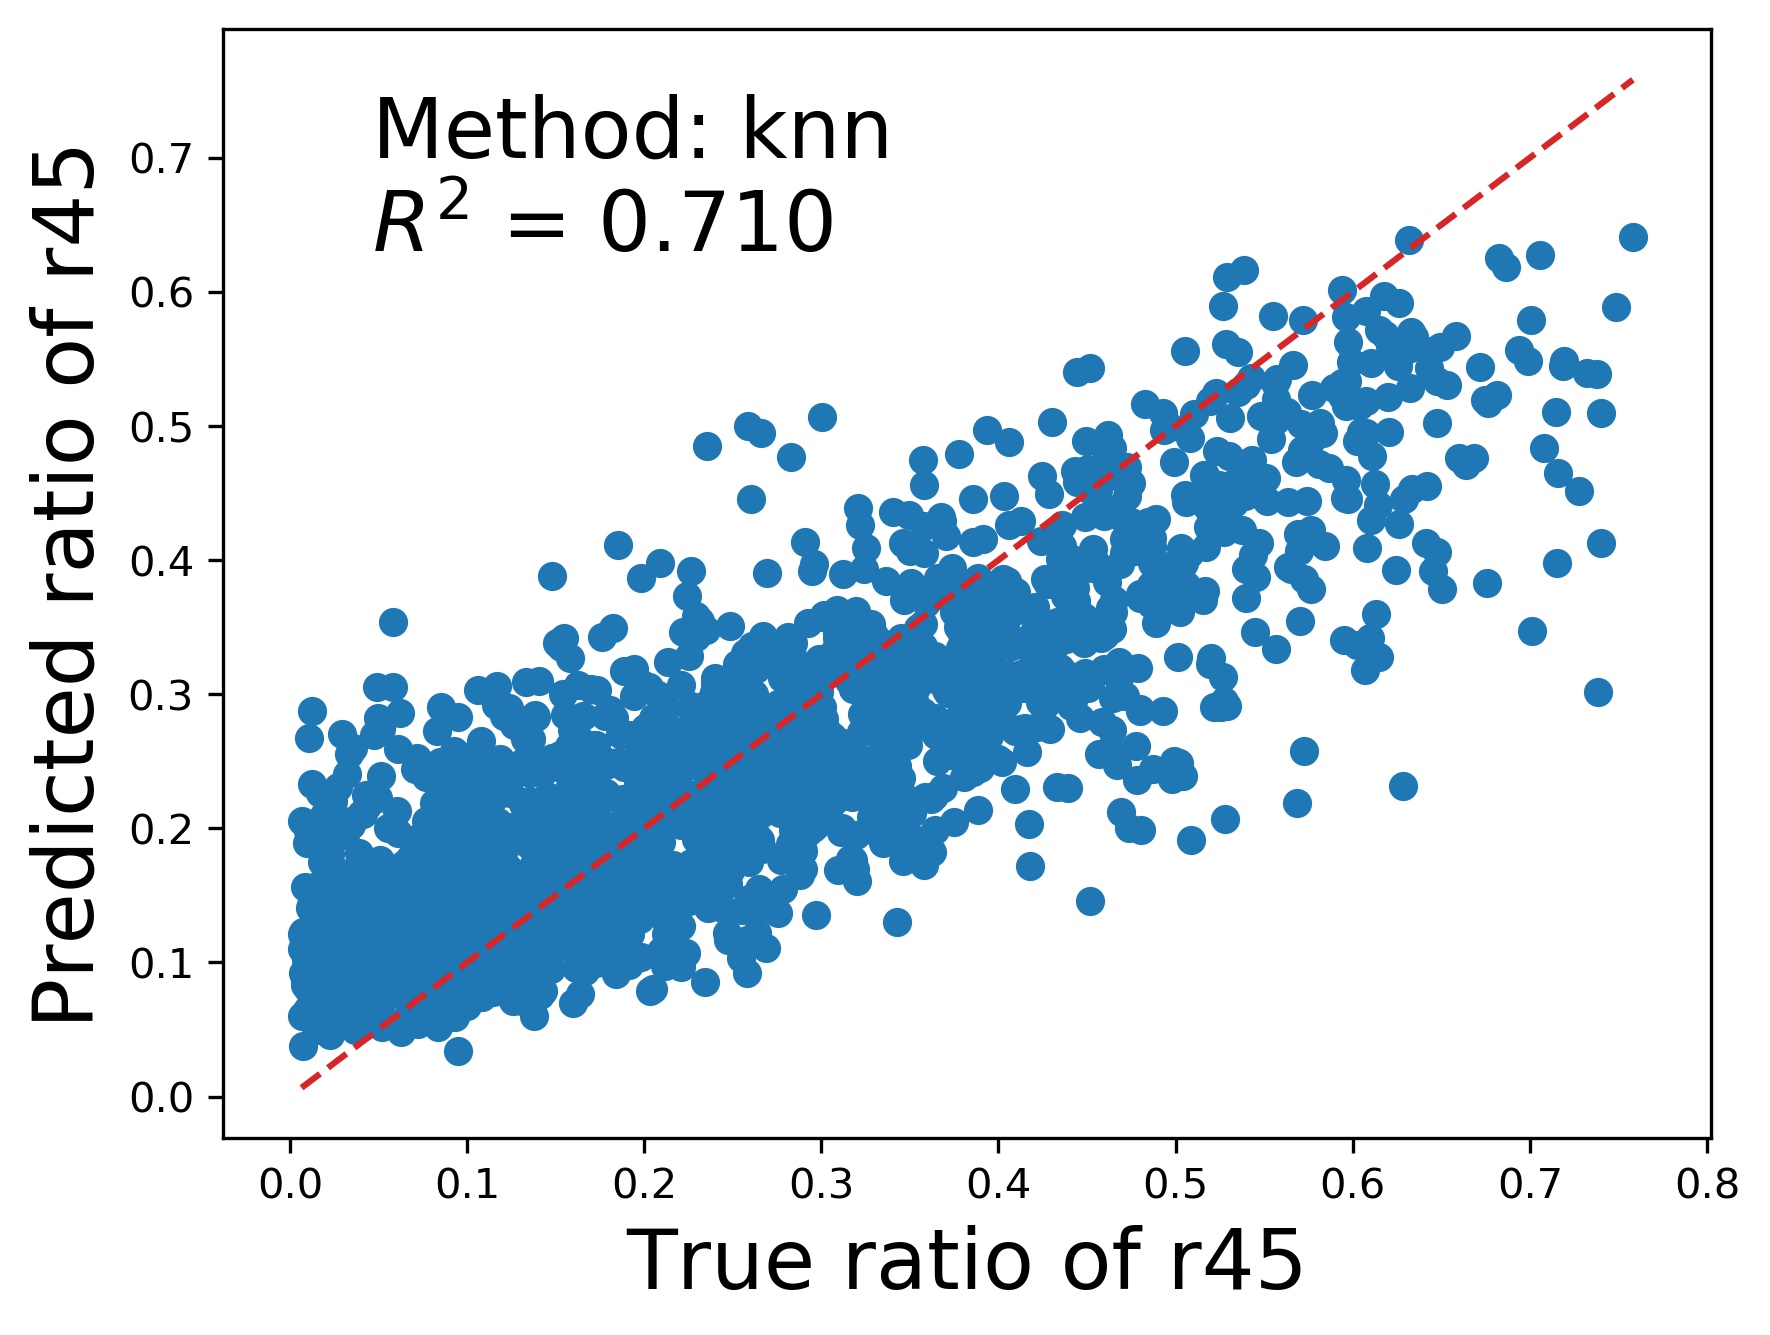 Method: knn
R² = 0.710
Predicted ratio of r45
0.7
0.6
0.5
0.4
0.3
0.2
0.1
0.0
0.0 0.1 0.2 0.3 0.4 0.5 0.6 0.7 0.8
True ratio of r45